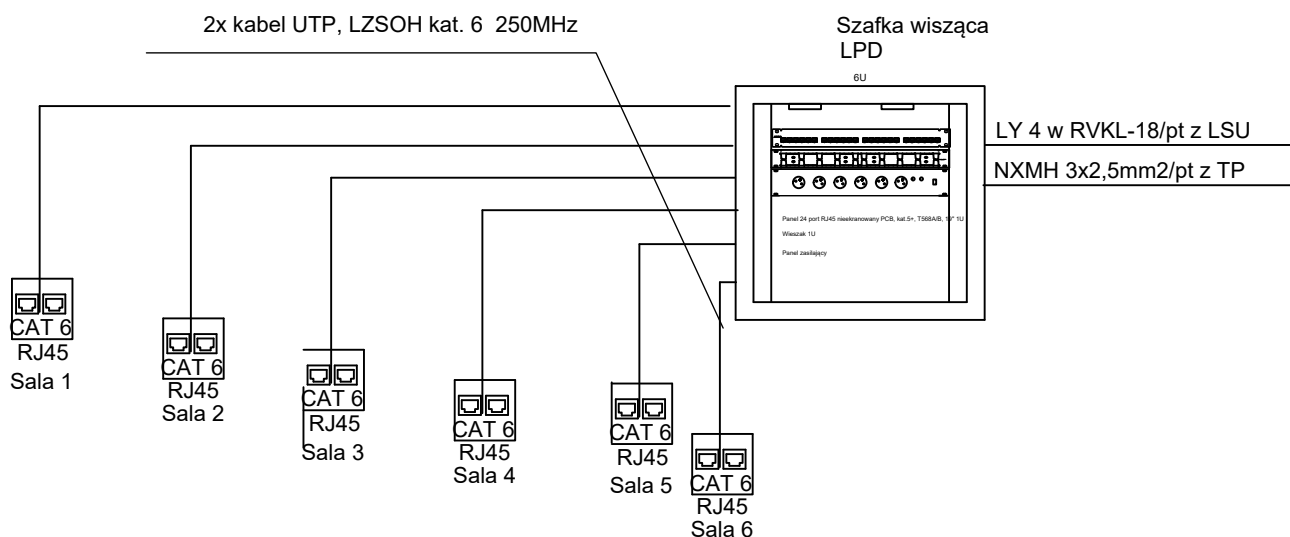 2x kabel UTP, LZSOH kat. 6  250MHz
Szafka wisząca
LPD
6U
LY 4 w RVKL-18/pt z LSU
NXMH 3x2,5mm2/pt z TP
Panel 24 port RJ45 nieekranowany PCB, kat.5+, T568A/B, 19" 1U
Wieszak 1U
Panel zasilający
CAT 6
RJ45
Sala 1
CAT 6
RJ45
Sala 2
CAT 6
RJ45
Sala 3
CAT 6
RJ45
Sala 4
CAT 6
RJ45
Sala 5
CAT 6
RJ45
Sala 6